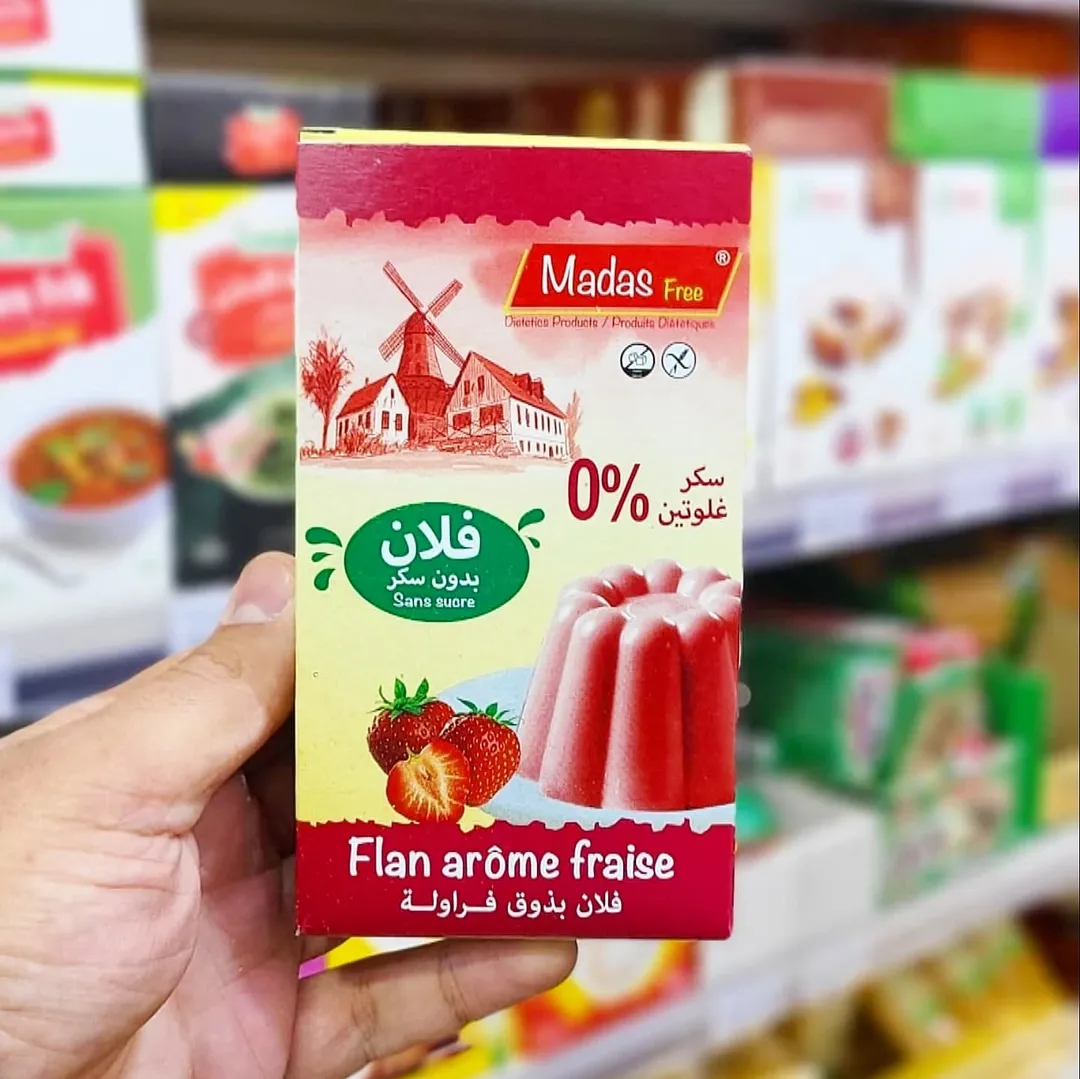 Madas Free ®
Dietetics Products / Produits Diététiques
0% سكر
غلوتين
فلان
بدون سكر
Sans sucre
Flan arôme fraise
فلان بذوق فراولة